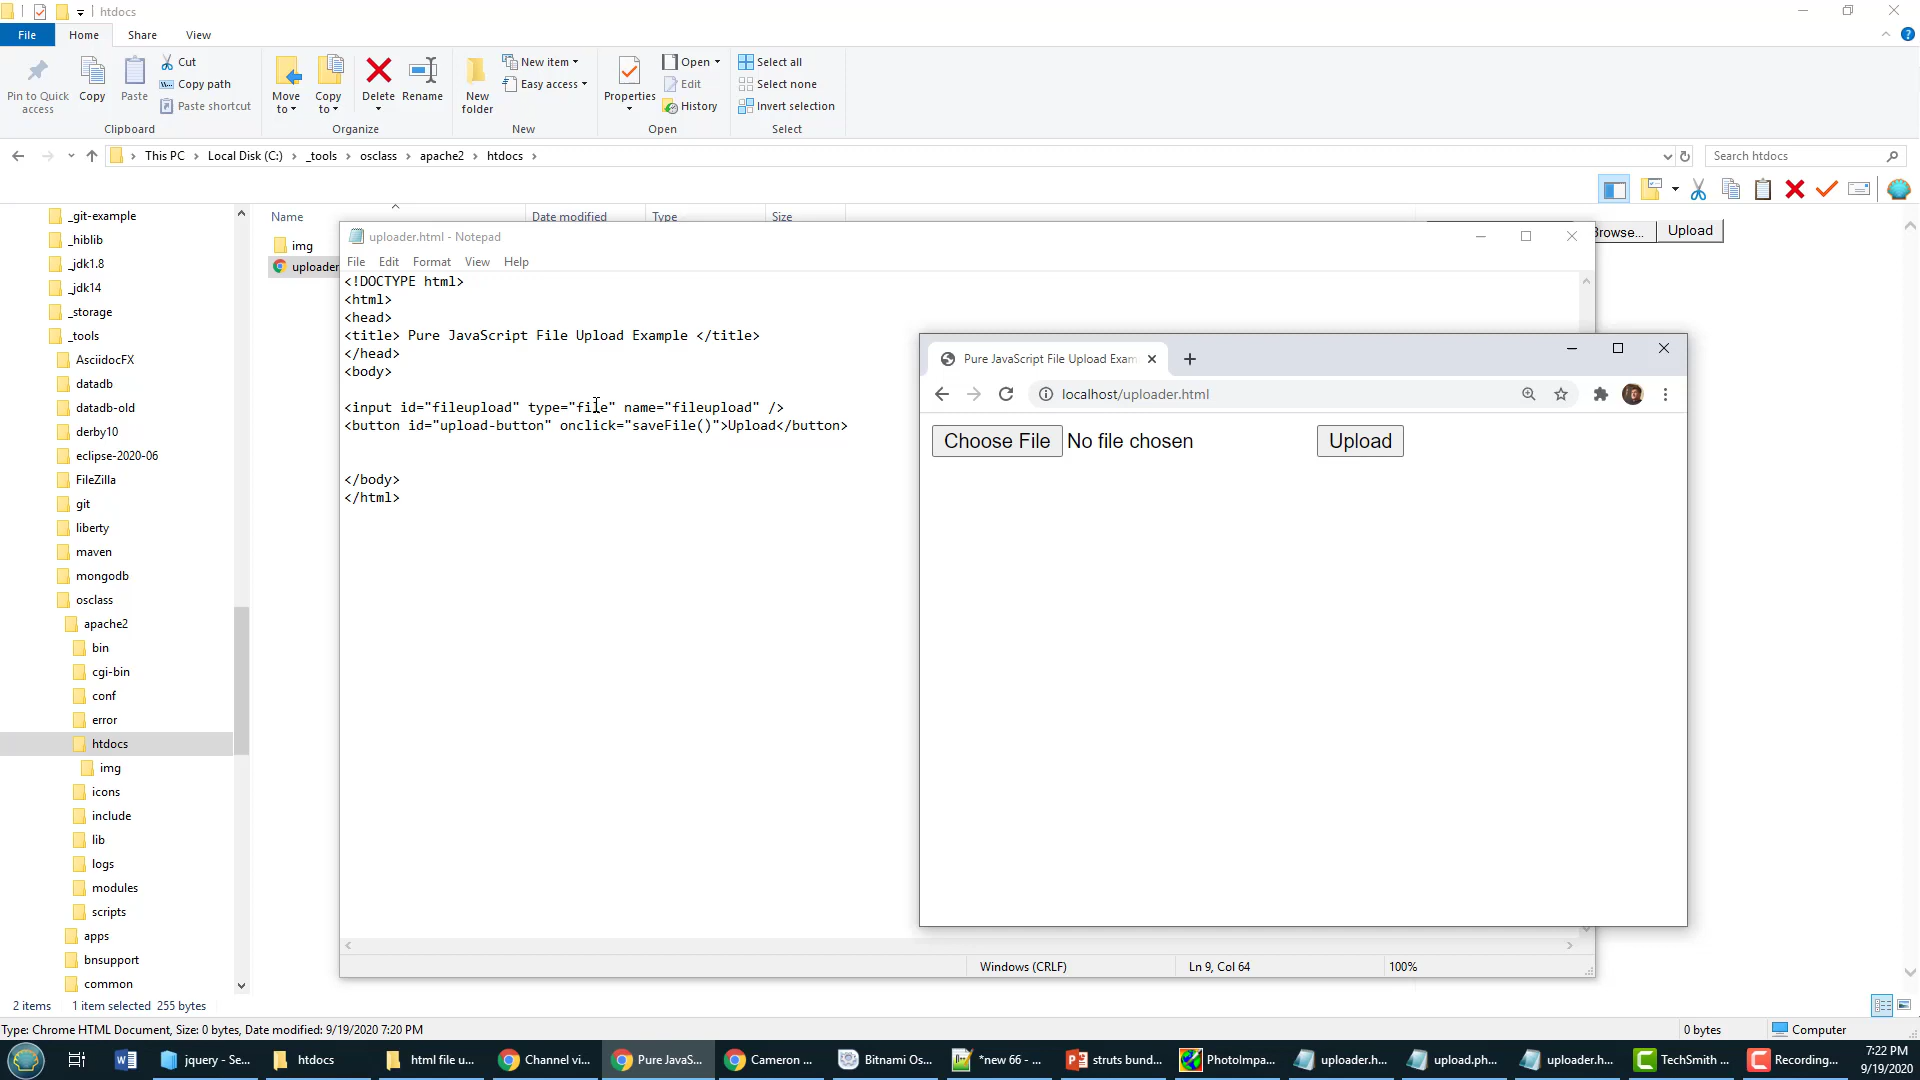 htdocs
File Home Share View
Pin to Quick access
Copy
Paste
Cut
Copy path
Paste shortcut
Clipboard
Move to
Copy to
Delete
Rename
Organize
New folder
New item
Easy access
New
Properties
Open
Edit
History
Open
Select all
Select none
Invert selection
Select
This PC > Local Disk (C:) > _tools > osclass > apache2 > htdocs >
Search htdocs
_git-example
_hiblib
_jdk1.8
_jdk14
_storage
_tools
AsciidocFX
datadb
datadb-old
derby10
eclipse-2020-06
FileZilla
git
liberty
maven
mongodb
osclass
apache2
bin
cgi-bin
conf
error
htdocs
img
icons
include
lib
logs
modules
scripts
apps
bnsupport
common
Name Date modified Type Size
img
uploader
Browse... Upload
uploader.html - Notepad
File Edit Format View Help
<!DOCTYPE html>
<html>
<head>
<title> Pure JavaScript File Upload Example </title>
</head>
<body>
<input id="fileupload" type="file" name="fileupload" />
<button id="upload-button" onclick="saveFile()">Upload</button>
</body>
</html>
Windows (CRLF) Ln 9, Col 64 100%
Pure JavaScript File Upload Exam
localhost/uploader.html
Choose File No file chosen Upload
2 items 1 item selected 255 bytes
Type: Chrome HTML Document, Size: 0 bytes, Date modified: 9/19/2020 7:20 PM
0 bytes Computer
jquery - Se...
htdocs
html file u...
Channel vi...
Pure JavaS...
Cameron ...
Bitnami Os...
*new 66 - ...
struts bund...
PhotoImpa...
uploader.h...
upload.ph...
uploader.h...
TechSmith ...
Recording...
7:22 PM
9/19/2020